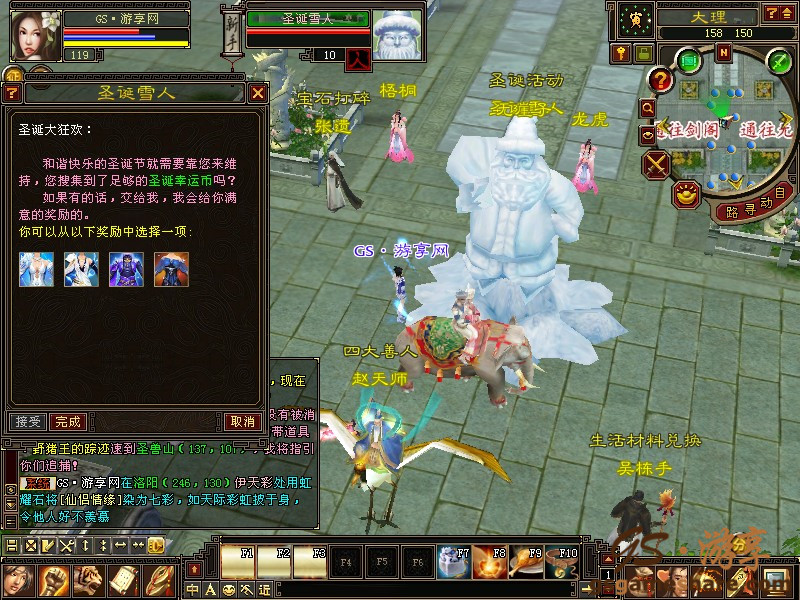 GS·游享网
119
新手
圣诞雪人
10
大理
158 150
N
圣诞雪人
圣诞大狂欢：
和谐快乐的圣诞节就需要靠您来维
持，您搜集到了足够的圣诞幸运币吗？
如果有的话，交给我，我会给你满
意的奖励的。
你可以从以下奖励中选择一项:
接受 完成 取消
宝石打碎
张逍
梧桐
圣诞活动
圣诞雪人
龙虎
往剑阁
通往无
自动寻路
GS·游享网
四大善人
赵天师
生活材料兑换
吴栋手
，现在
没有被消
带道具
！野猪王的踪迹速到圣兽山（137，10
，我将指引
你们追捕！
系统 GS·游享网在洛阳（246，130）伊天彩处用虹
耀石将[仙侣情缘]染为七彩，如天际彩虹披于身，
令他人好不羡慕
F1 F2 F3 F4 F5 F6 F7 F8 F9 F10
中 A 近
1
GS·游享